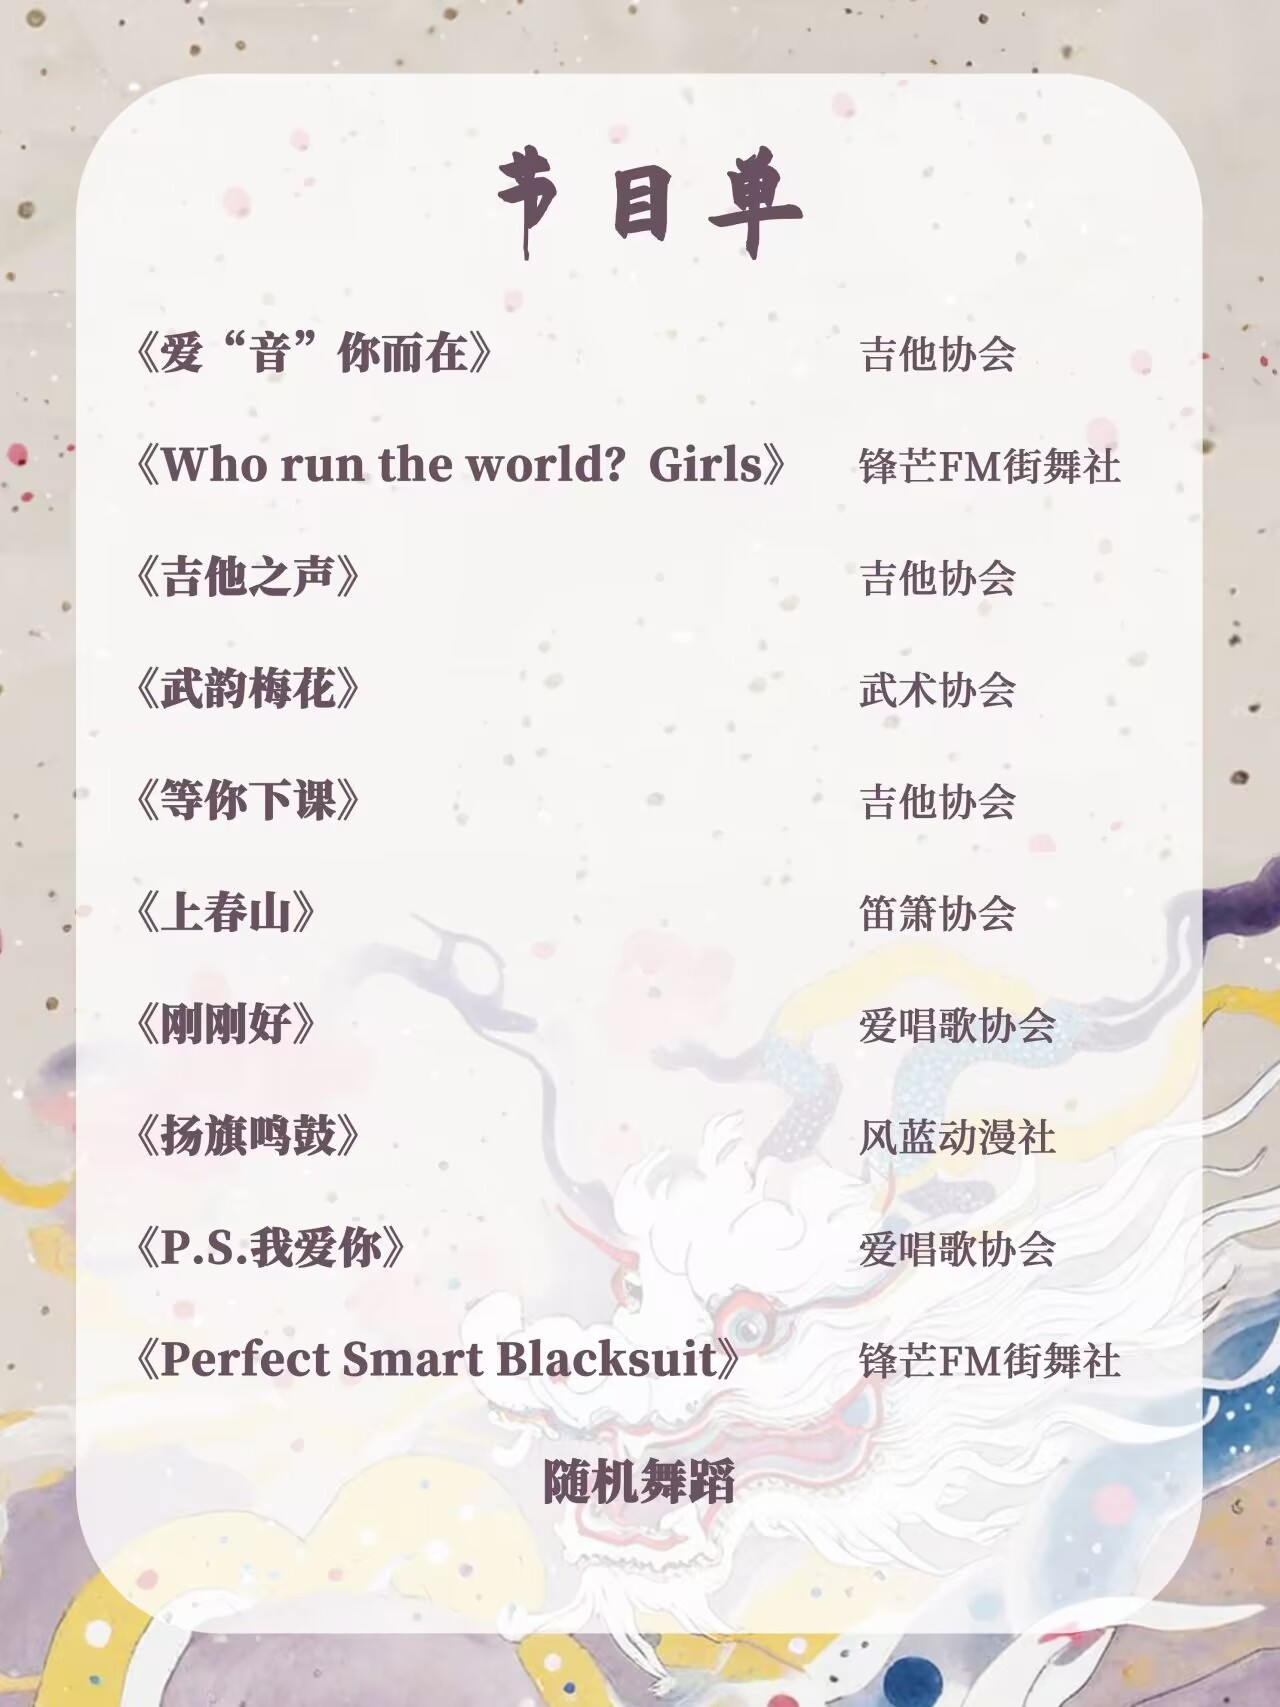 节目单
《爱“音”你而在》 吉他协会
《Who run the world? Girls》 锋芒FM街舞社
《吉他之声》 吉他协会
《武韵梅花》 武术协会
《等你下课》 吉他协会
《上春山》 笛箫协会
《刚刚好》 爱唱歌协会
《扬旗鸣鼓》 风蓝动漫社
《P.S.我爱你》 爱唱歌协会
《Perfect Smart Blacksuit》 锋芒FM街舞社
随机舞蹈